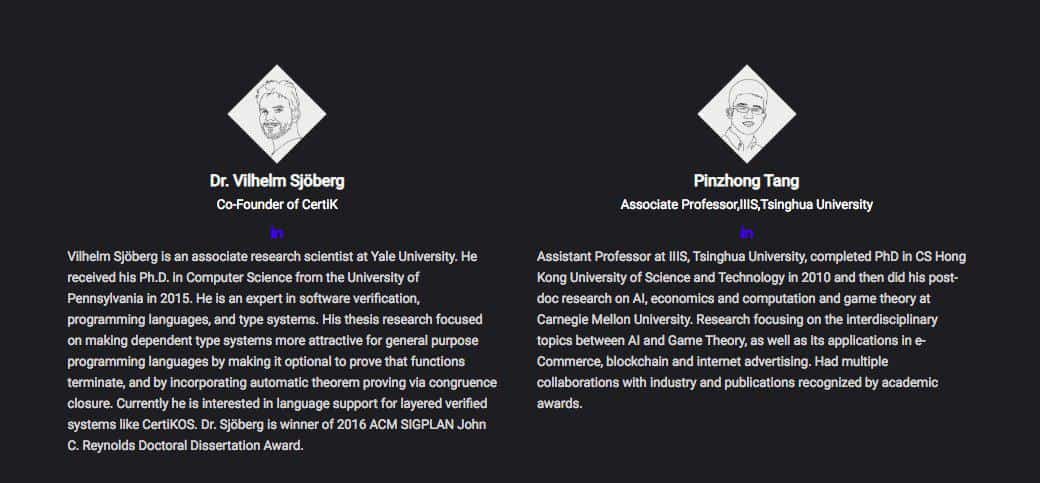 Dr. Vilhelm Sjöberg
Co-Founder of CertiK
in
Vilhelm Sjöberg is an associate research scientist at Yale University. He
received his Ph.D. in Computer Science from the University of
Pennsylvania in 2015. He is an expert in software verification,
programming languages, and type systems. His thesis research focused
on making dependent type systems more attractive for general purpose
programming languages by making it optional to prove that functions
terminate, and by incorporating automatic theorem proving via congruence
closure. Currently he is interested in language support for layered verified
systems like CertiKOS. Dr. Sjöberg is winner of 2016 ACM SIGPLAN John
C. Reynolds Doctoral Dissertation Award.
Pinzhong Tang
Associate Professor,IIIS,Tsinghua University
in
Assistant Professor at IIIS, Tsinghua University, completed PhD in CS Hong
Kong University of Science and Technology in 2010 and then did his post-
doc research on AI, economics and computation and game theory at
Carnegie Mellon University. Research focusing on the interdisciplinary
topics between AI and Game Theory, as well as its applications in e-
Commerce, blockchain and internet advertising. Had multiple
collaborations with industry and publications recognized by academic
awards.